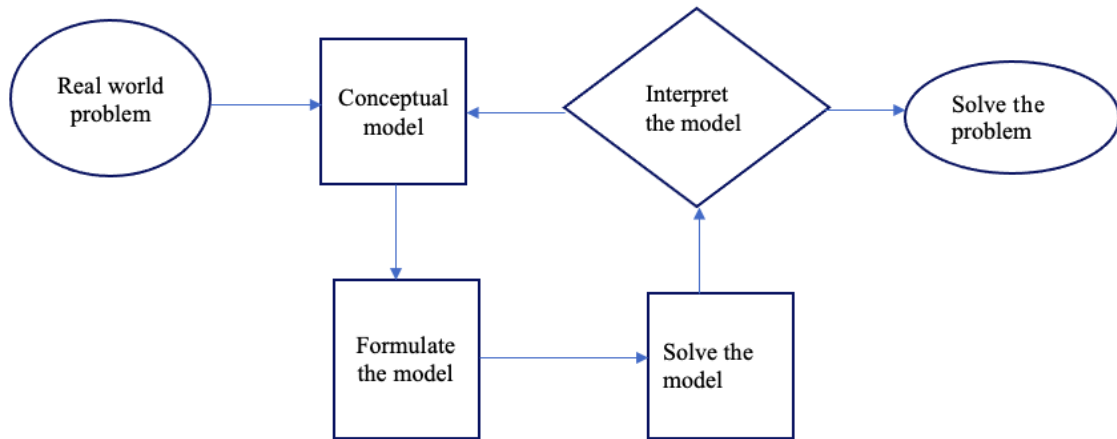 Real world
problem
Conceptual
model
Interpret
the model
Solve the
problem
Formulate
the model
Solve the
model